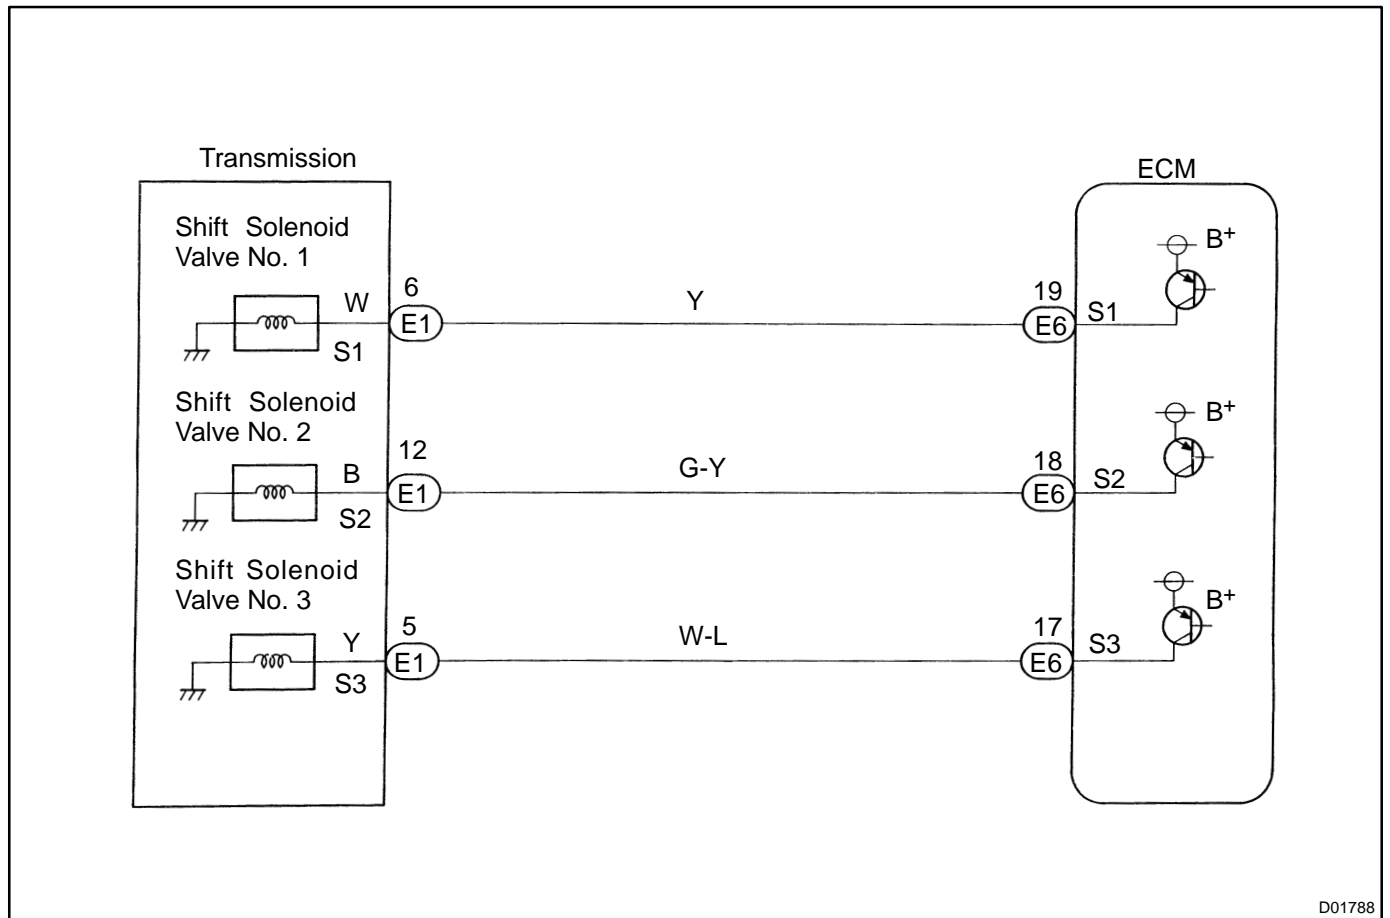 Transmission
ECM
Shift Solenoid
Valve No. 1
W
S1
6
E1
Y
19
E6
S1
B+
Shift Solenoid
Valve No. 2
B
S2
12
E1
G-Y
18
E6
S2
B+
Shift Solenoid
Valve No. 3
Y
S3
5
E1
W-L
17
E6
S3
B+
D01788